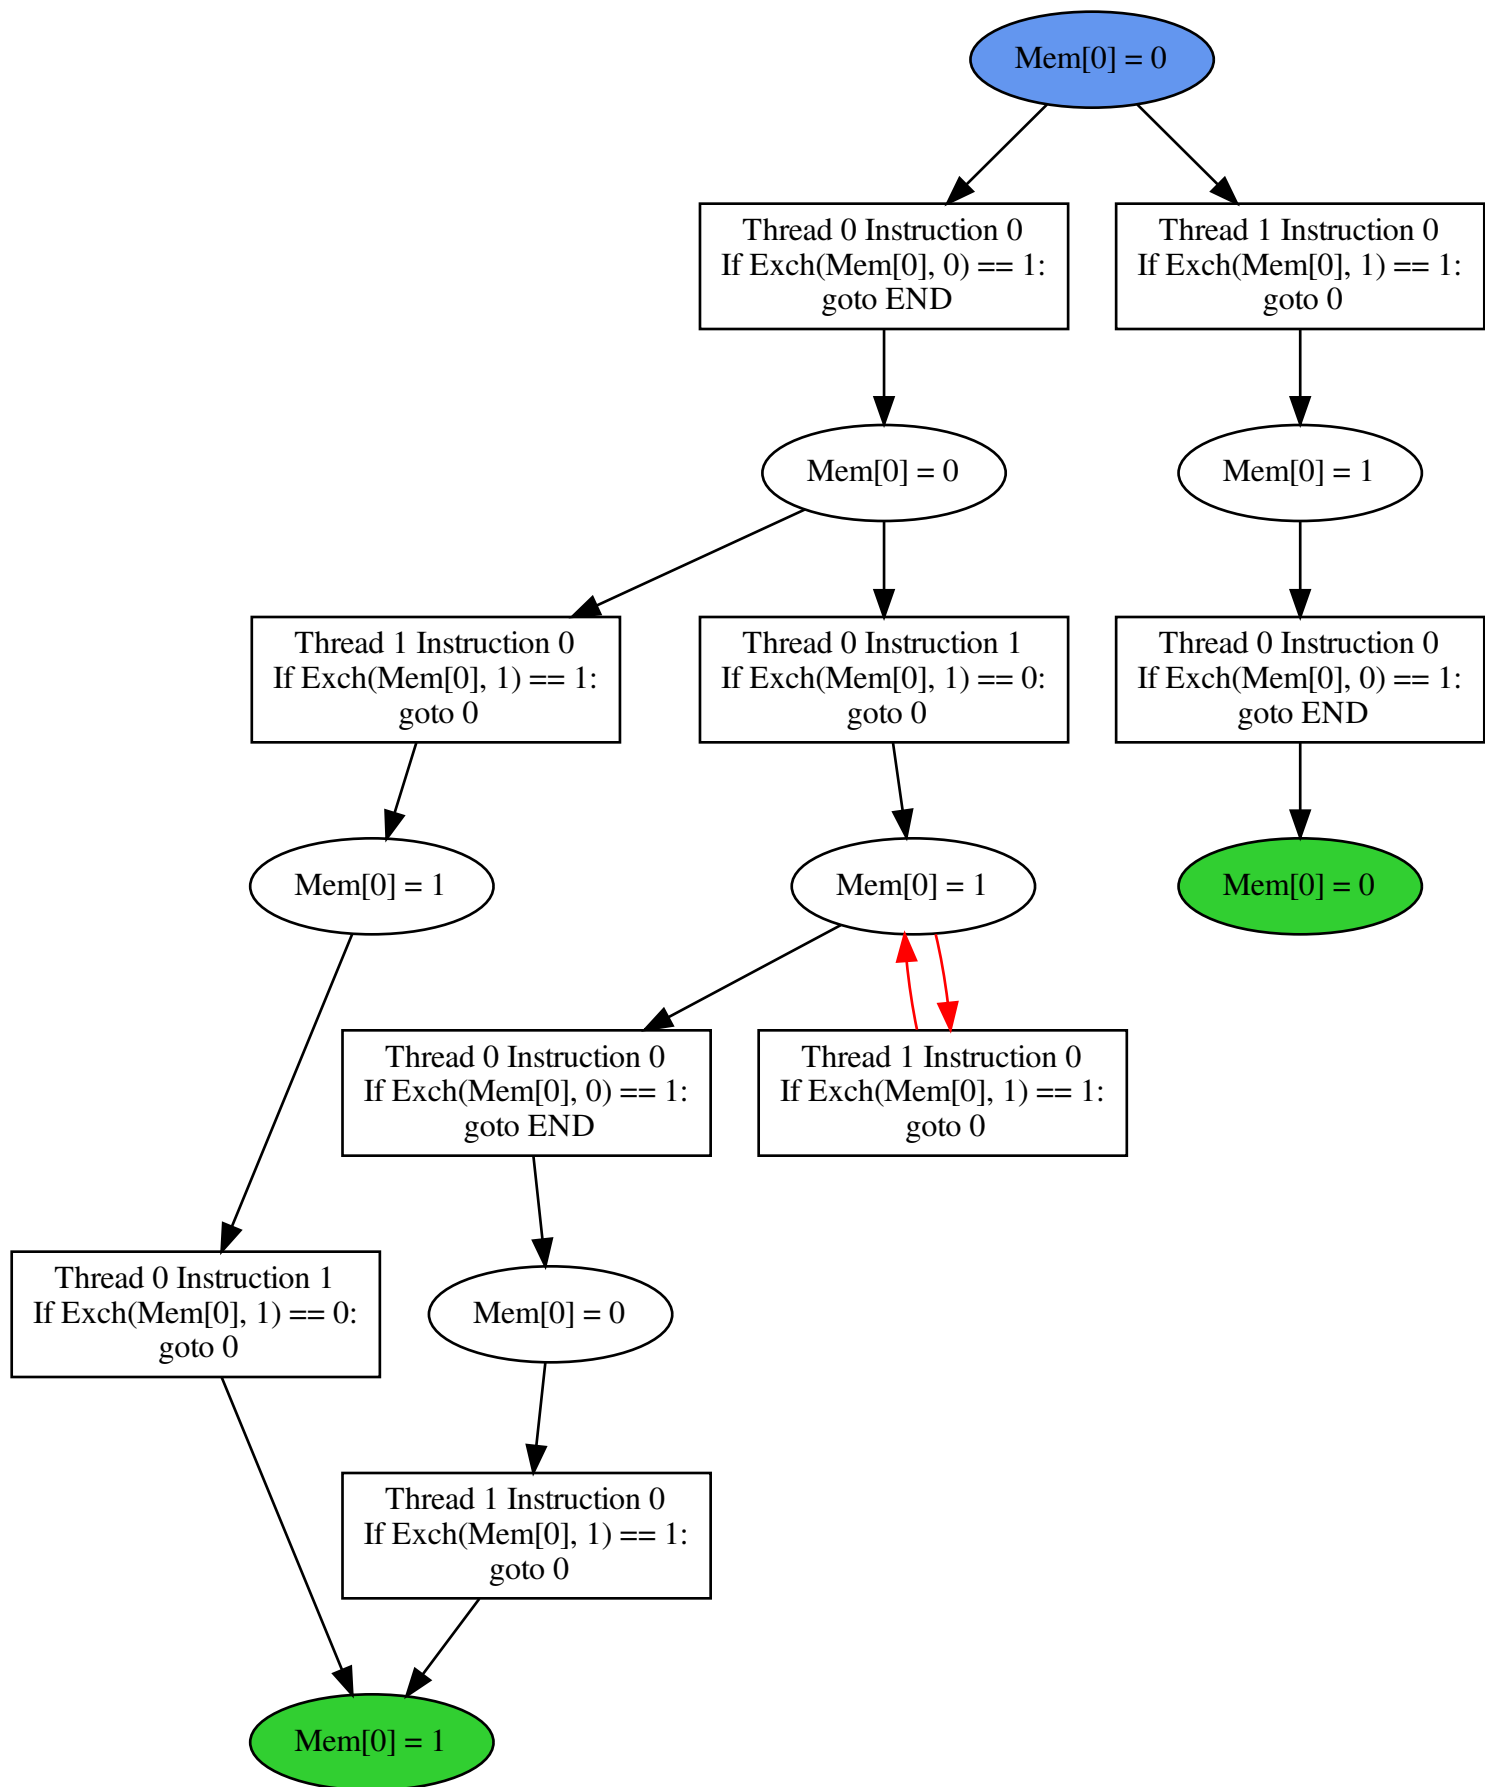 Mem[0] = 0
Thread 0 Instruction 0
If Exch(Mem[0], 0) == 1:
goto END
Thread 1 Instruction 0
If Exch(Mem[0], 1) == 1:
goto 0
Mem[0] = 0
Mem[0] = 1
Thread 1 Instruction 0
If Exch(Mem[0], 1) == 1:
goto 0
Thread 0 Instruction 1
If Exch(Mem[0], 1) == 0:
goto 0
Thread 0 Instruction 0
If Exch(Mem[0], 0) == 1:
goto END
Mem[0] = 1
Mem[0] = 1
Mem[0] = 0
Thread 0 Instruction 0
If Exch(Mem[0], 0) == 1:
goto END
Thread 1 Instruction 0
If Exch(Mem[0], 1) == 1:
goto 0
Thread 0 Instruction 1
If Exch(Mem[0], 1) == 0:
goto 0
Mem[0] = 0
Thread 1 Instruction 0
If Exch(Mem[0], 1) == 1:
goto 0
Mem[0] = 1